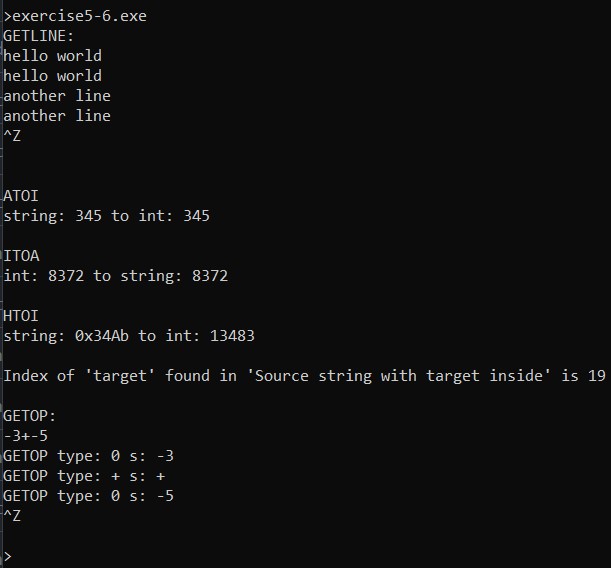 >exercise5-6.exe
GETLINE:
hello world
hello world
another line
another line
^Z
ATOI
string: 345 to int: 345
ITOA
int: 8372 to string: 8372
HTOI
string: 0x34Ab to int: 13483
Index of 'target' found in 'Source string with target inside' is 19
GETOP:
-3+-5
GETOP type: 0 s: -3
GETOP type: + s: +
GETOP type: 0 s: -5
^Z
>